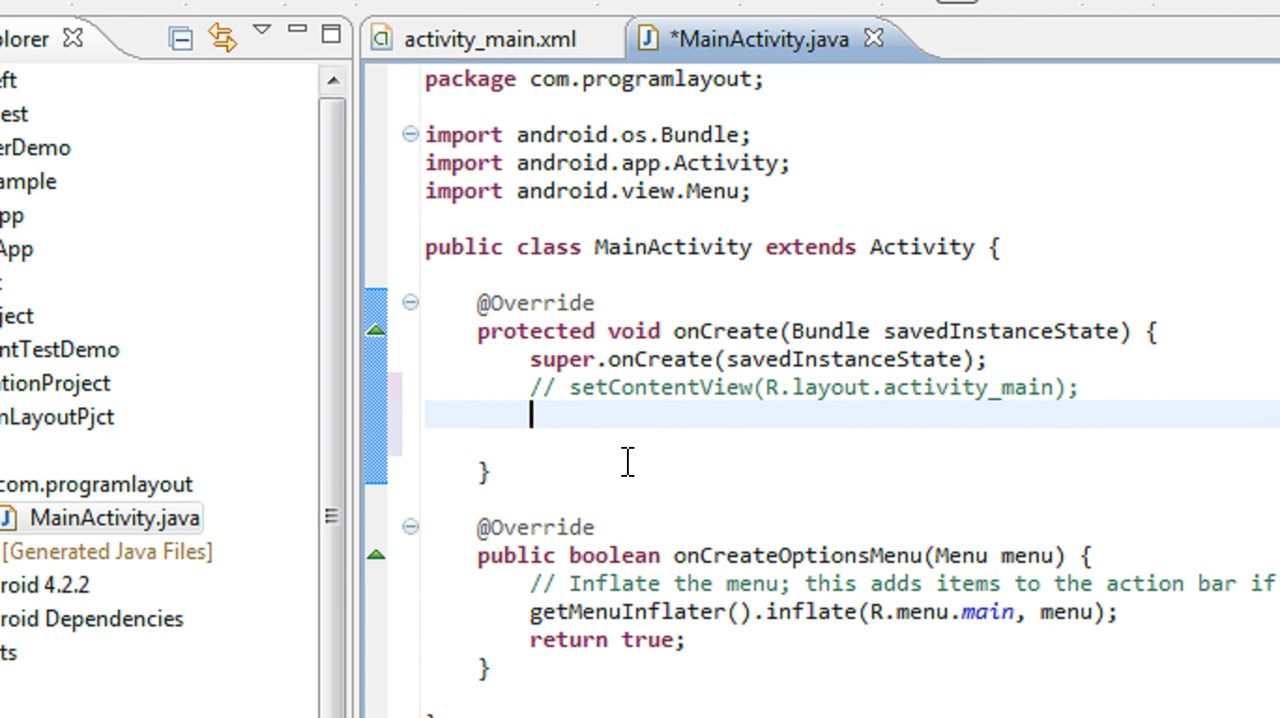 plorer
activity_main.xml
*MainActivity.java
eft
est
erDemo
ample
pp
App
t
ject
ntTestDemo
ationProject
nLayoutPjct
com.programlayout
MainActivity.java
[Generated Java Files]
roid 4.2.2
roid Dependencies
ts
package com.programlayout;
import android.os.Bundle;
import android.app.Activity;
import android.view.Menu;
public class MainActivity extends Activity {
@Override
protected void onCreate(Bundle savedInstanceState) {
super.onCreate(savedInstanceState);
// setContentView(R.layout.activity_main);
}
@Override
public boolean onCreateOptionsMenu(Menu menu) {
// Inflate the menu; this adds items to the action bar if
getMenuInflater().inflate(R.menu.main, menu);
return true;
}